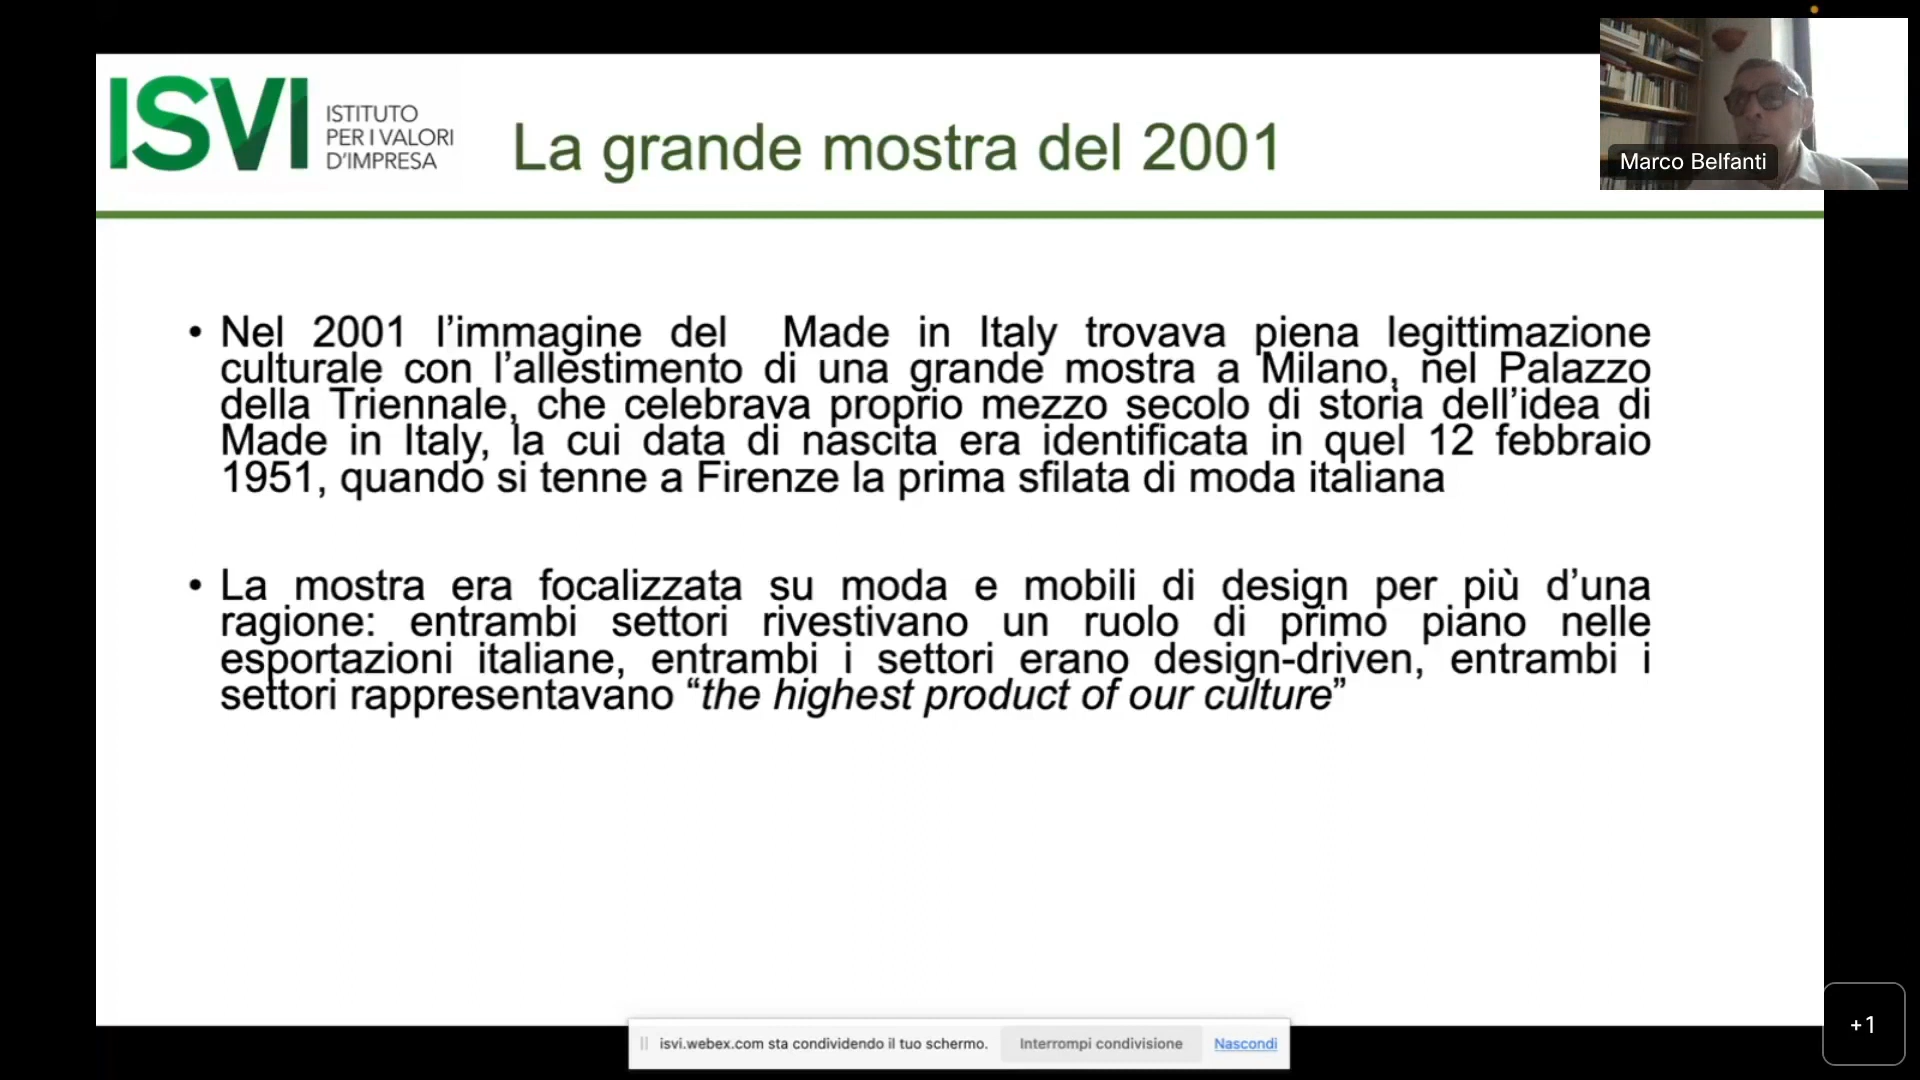 ISVI
ISTITUTO
PER I VALORI
D'IMPRESA
La grande mostra del 2001
Marco Belfanti
• Nel 2001 l’immagine del Made in Italy trovava piena legittimazione
culturale con l’allestimento di una grande mostra a Milano, nel Palazzo
della Triennale, che celebrava proprio mezzo secolo di storia dell’idea di
Made in Italy, la cui data di nascita era identificata in quel 12 febbraio
1951, quando si tenne a Firenze la prima sfilata di moda italiana
• La mostra era focalizzata su moda e mobili di design per più d’una
ragione: entrambi settori rivestivano un ruolo di primo piano nelle
esportazioni italiane, entrambi i settori erano design-driven, entrambi i
settori rappresentavano “the highest product of our culture”
isvi.webex.com sta condividendo il tuo schermo. Interrompi condivisione Nascondi
+1